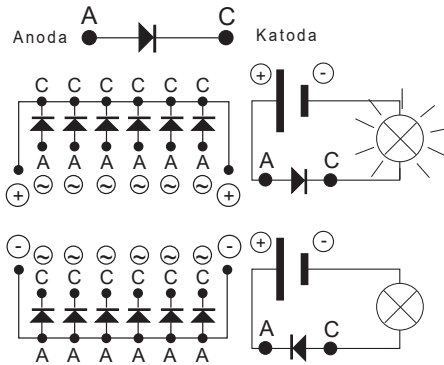 Anoda A C Katoda
C C C C C C
A A A A A A
~ ~ ~ ~ ~ ~
+ +
+ -
A C
- ~ ~ ~ ~ ~ ~ -
C C C C C C
A A A A A A
+ -
A C